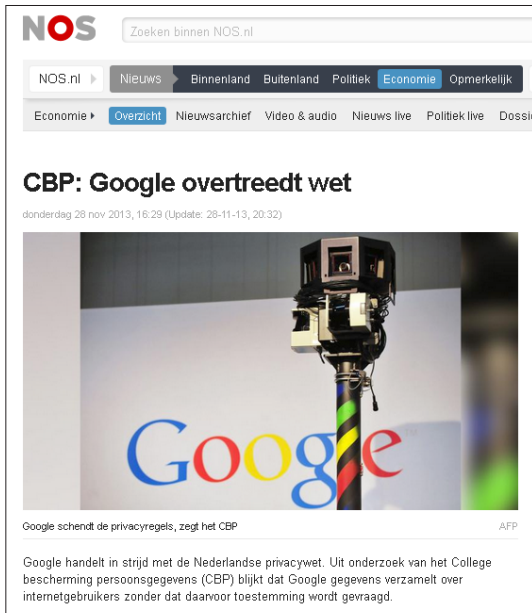 NOS
Zoeken binnen NOS.nl
NOS.nl Nieuws Binnenland Buitenland Politiek Economie Opmerkelijk
Economie Overzicht Nieuwsarchief Video & audio Nieuws live Politiek live Dossi
CBP: Google overtreedt wet
donderdag 28 nov 2013, 16:29 (Update: 28-11-13, 20:32)
Google
Google schendt de privacyregels, zegt het CBP AFP
Google handelt in strijd met de Nederlandse privacywet. Uit onderzoek van het College
bescherming persoonsgegevens (CBP) blijkt dat Google gegevens verzamelt over
internetgebruikers zonder dat daarvoor toestemming wordt gevraagd.